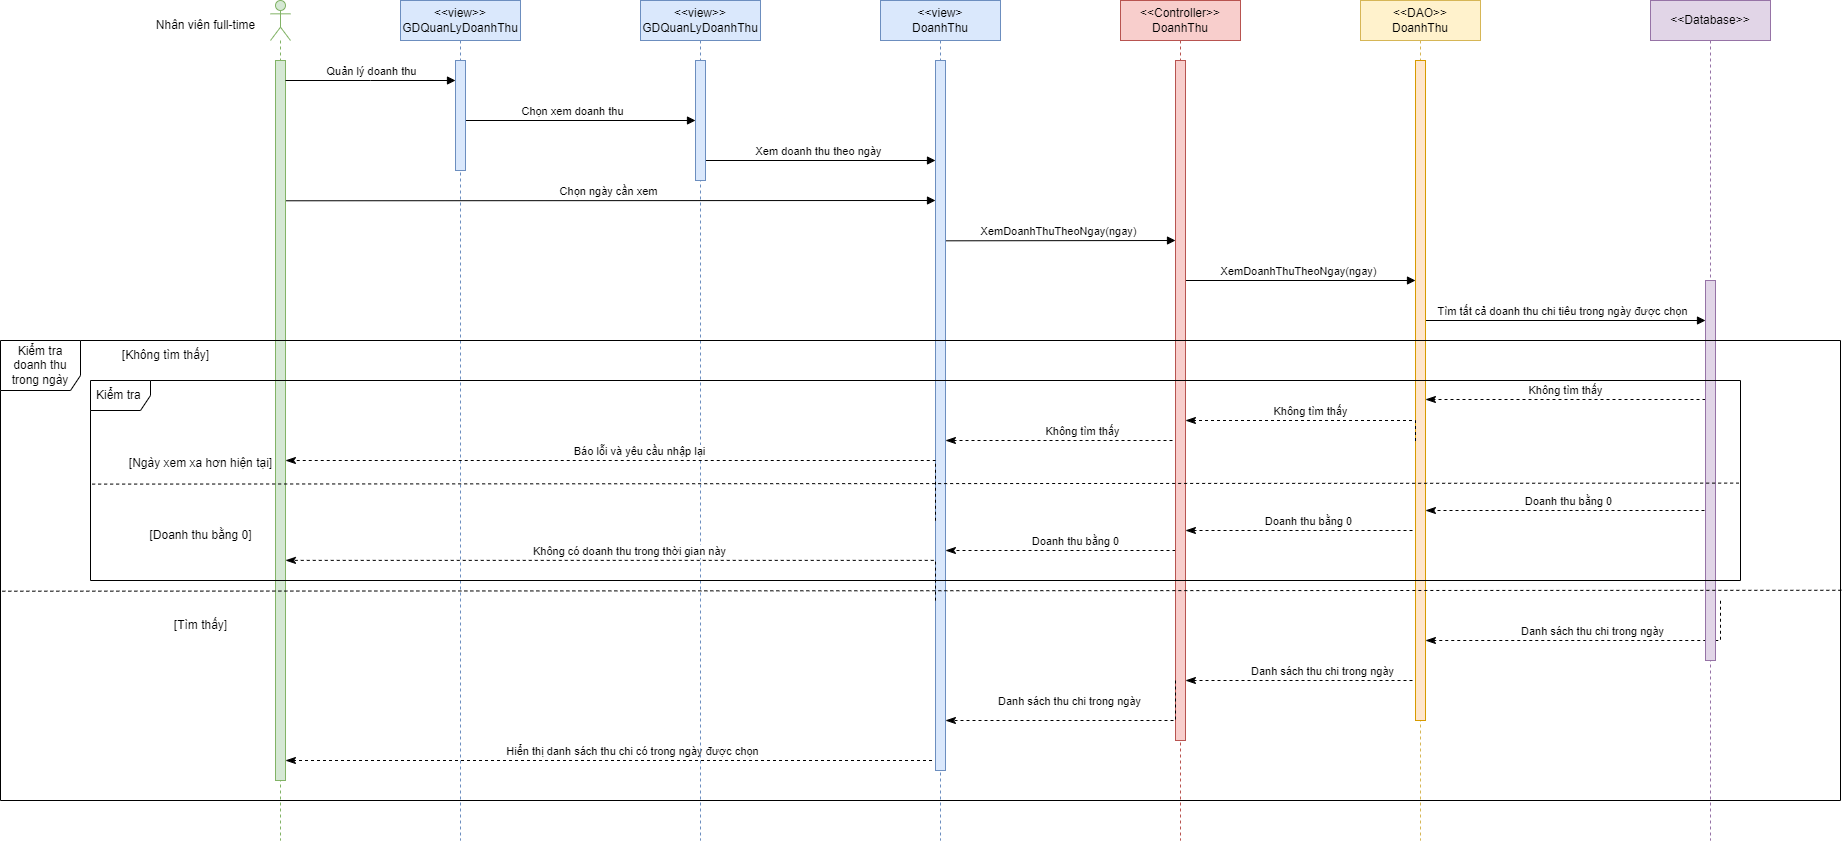 Nhân viên full-time
<<view>>
GDQuanLyDoanhThu
<<view>>
GDQuanLyDoanhThu
<<view>
DoanhThu
<<Controller>>
DoanhThu
<<DAO>>
DoanhThu
<<Database>>
Quản lý doanh thu
Chọn xem doanh thu
Xem doanh thu theo ngày
Chọn ngày cần xem
XemDoanhThuTheoNgay(ngay)
XemDoanhThuTheoNgay(ngay)
Tìm tất cả doanh thu chi tiêu trong ngày được chọn
Kiểm tra
doanh thu
trong ngày
[Không tìm thấy]
Kiểm tra
Không tìm thấy
Không tìm thấy
Không tìm thấy
Báo lỗi và yêu cầu nhập lại
[Ngày xem xa hơn hiện tại]
Doanh thu bằng 0
Doanh thu bằng 0
Doanh thu bằng 0
[Doanh thu bằng 0]
Không có doanh thu trong thời gian này
[Tìm thấy]
Danh sách thu chi trong ngày
Danh sách thu chi trong ngày
Danh sách thu chi trong ngày
Hiển thị danh sách thu chi có trong ngày được chọn